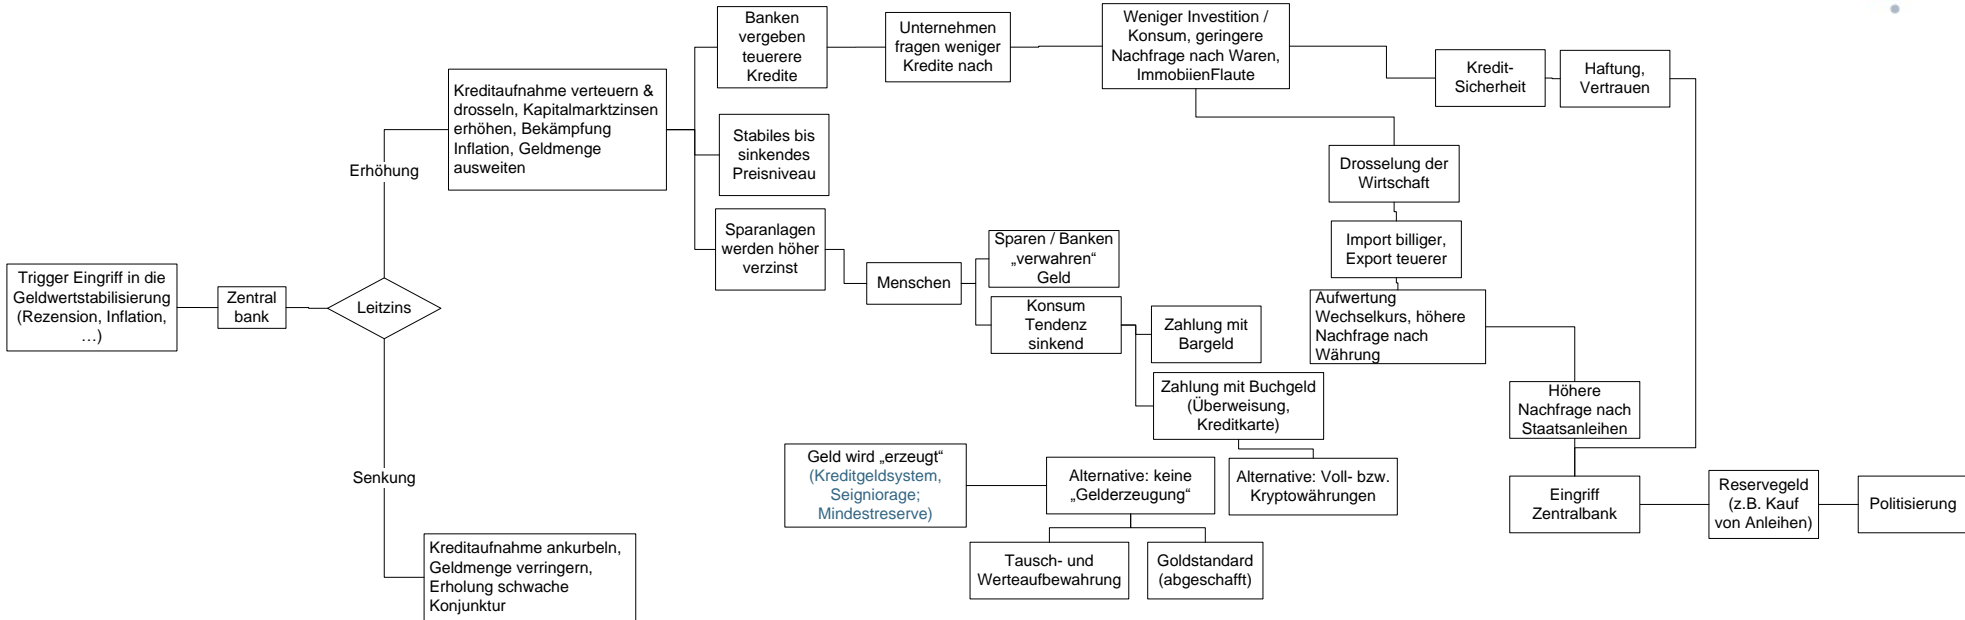 Banken
vergeben
teuerere
Kredite
Unternehmen
fragen weniger
Kredite nach
Weniger Investition /
Konsum, geringere
Nachfrage nach Waren,
ImmobiienFlaute
Kredit-
Sicherheit
Haftung,
Vertrauen
Kreditaufnahme verteuern &
drosseln, Kapitalmarktzinsen
erhöhen, Bekämpfung
Inflation, Geldmenge
ausweiten
Stabiles bis
sinkendes
Preisniveau
Erhöhung
Drosselung der
Wirtschaft
Sparanlagen
werden höher
verzinst
Sparen / Banken
„verwahren“
Geld
Import billiger,
Export teuerer
Menschen
Trigger Eingriff in die
Geldwertstabilisierung
(Rezension, Inflation,
…)
Zentral
bank
Leitzins
Konsum
Tendenz
sinkend
Zahlung mit
Bargeld
Aufwertung
Wechselkurs, höhere
Nachfrage nach
Währung
Zahlung mit Buchgeld
(Überweisung,
Kreditkarte)
Höhere
Nachfrage nach
Staatsanleihen
Senkung
Geld wird „erzeugt“
(Kreditgeldsystem,
Seigniorage;
Mindestreserve)
Alternative: keine
„Gelderzeugung“
Alternative: Voll- bzw.
Kryptowährungen
Eingriff
Zentralbank
Reservegeld
(z.B. Kauf
von Anleihen)
Politisierung
Kreditaufnahme ankurbeln,
Geldmenge verringern,
Erholung schwache
Konjunktur
Tausch- und
Werteaufbewahrung
Goldstandard
(abgeschafft)